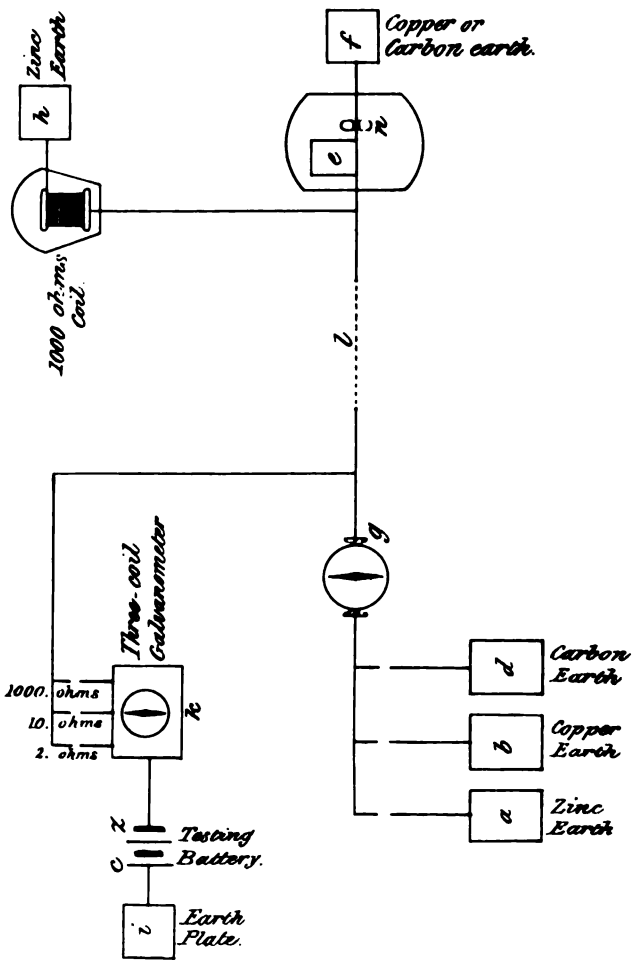 Zinc
Earth
h
1000 ohms
Coil.
f
Copper or
Carbon earth.
e
n
l
g
Three-coil
Galvanometer
1000. ohms
10. ohms
2. ohms
k
c z
Testing
Battery.
i
Earth
Plate.
d
Carbon
Earth
b
Copper
Earth
a
Zinc
Earth